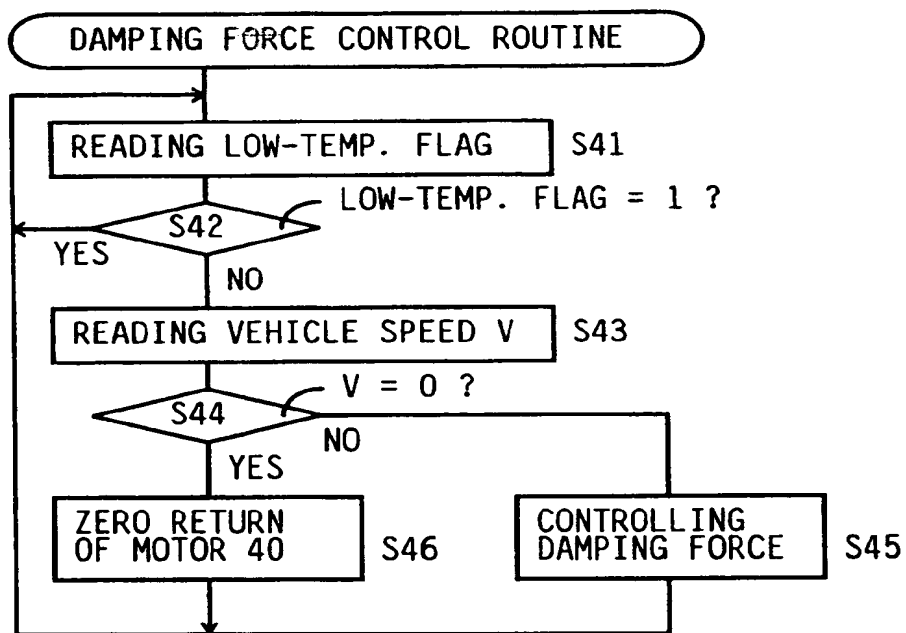 DAMPING FORCE CONTROL ROUTINE
READING LOW-TEMP. FLAG
S41
LOW-TEMP. FLAG = 1 ?
S42
YES
NO
READING VEHICLE SPEED V
S43
V = 0 ?
S44
NO
YES
ZERO RETURN
OF MOTOR 40
S46
CONTROLLING
DAMPING FORCE
S45